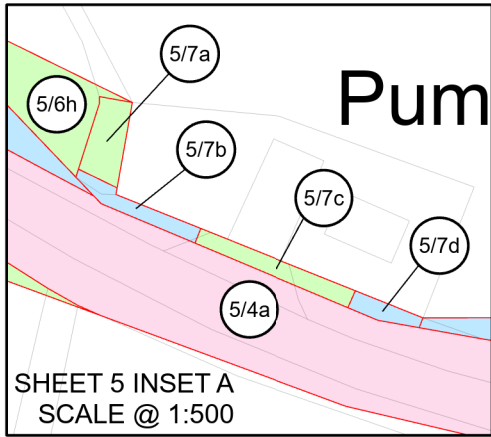 5/7a
5/6h
Pum
5/7b
5/7c
5/7d
5/4a
SHEET 5 INSET A
SCALE @ 1:500